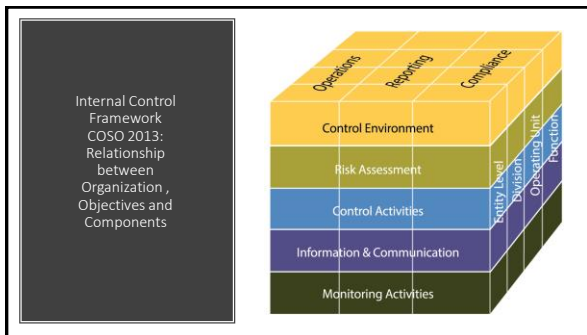 Internal Control
Framework
COSO 2013:
Relationship
between
Organization ,
Objectives and
Components
Operations
Reporting
Compliance
Control Environment
Risk Assessment
Control Activities
Information & Communication
Monitoring Activities
Entity Level
Division
Operating Unit
Function